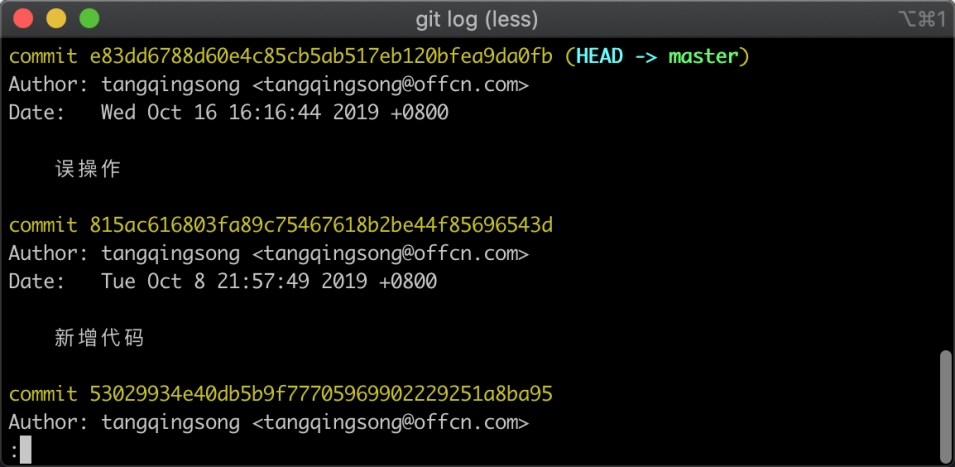 git log (less)
⌥⌘1
commit e83dd6788d60e4c85cb5ab517eb120bfea9da0fb (HEAD -> master)
Author: tangqingsong <tangqingsong@offcn.com>
Date:   Wed Oct 16 16:16:44 2019 +0800
误操作
commit 815ac616803fa89c75467618b2be44f85696543d
Author: tangqingsong <tangqingsong@offcn.com>
Date:   Tue Oct 8 21:57:49 2019 +0800
新增代码
commit 53029934e40db5b9f77705969902229251a8ba95
Author: tangqingsong <tangqingsong@offcn.com>
: